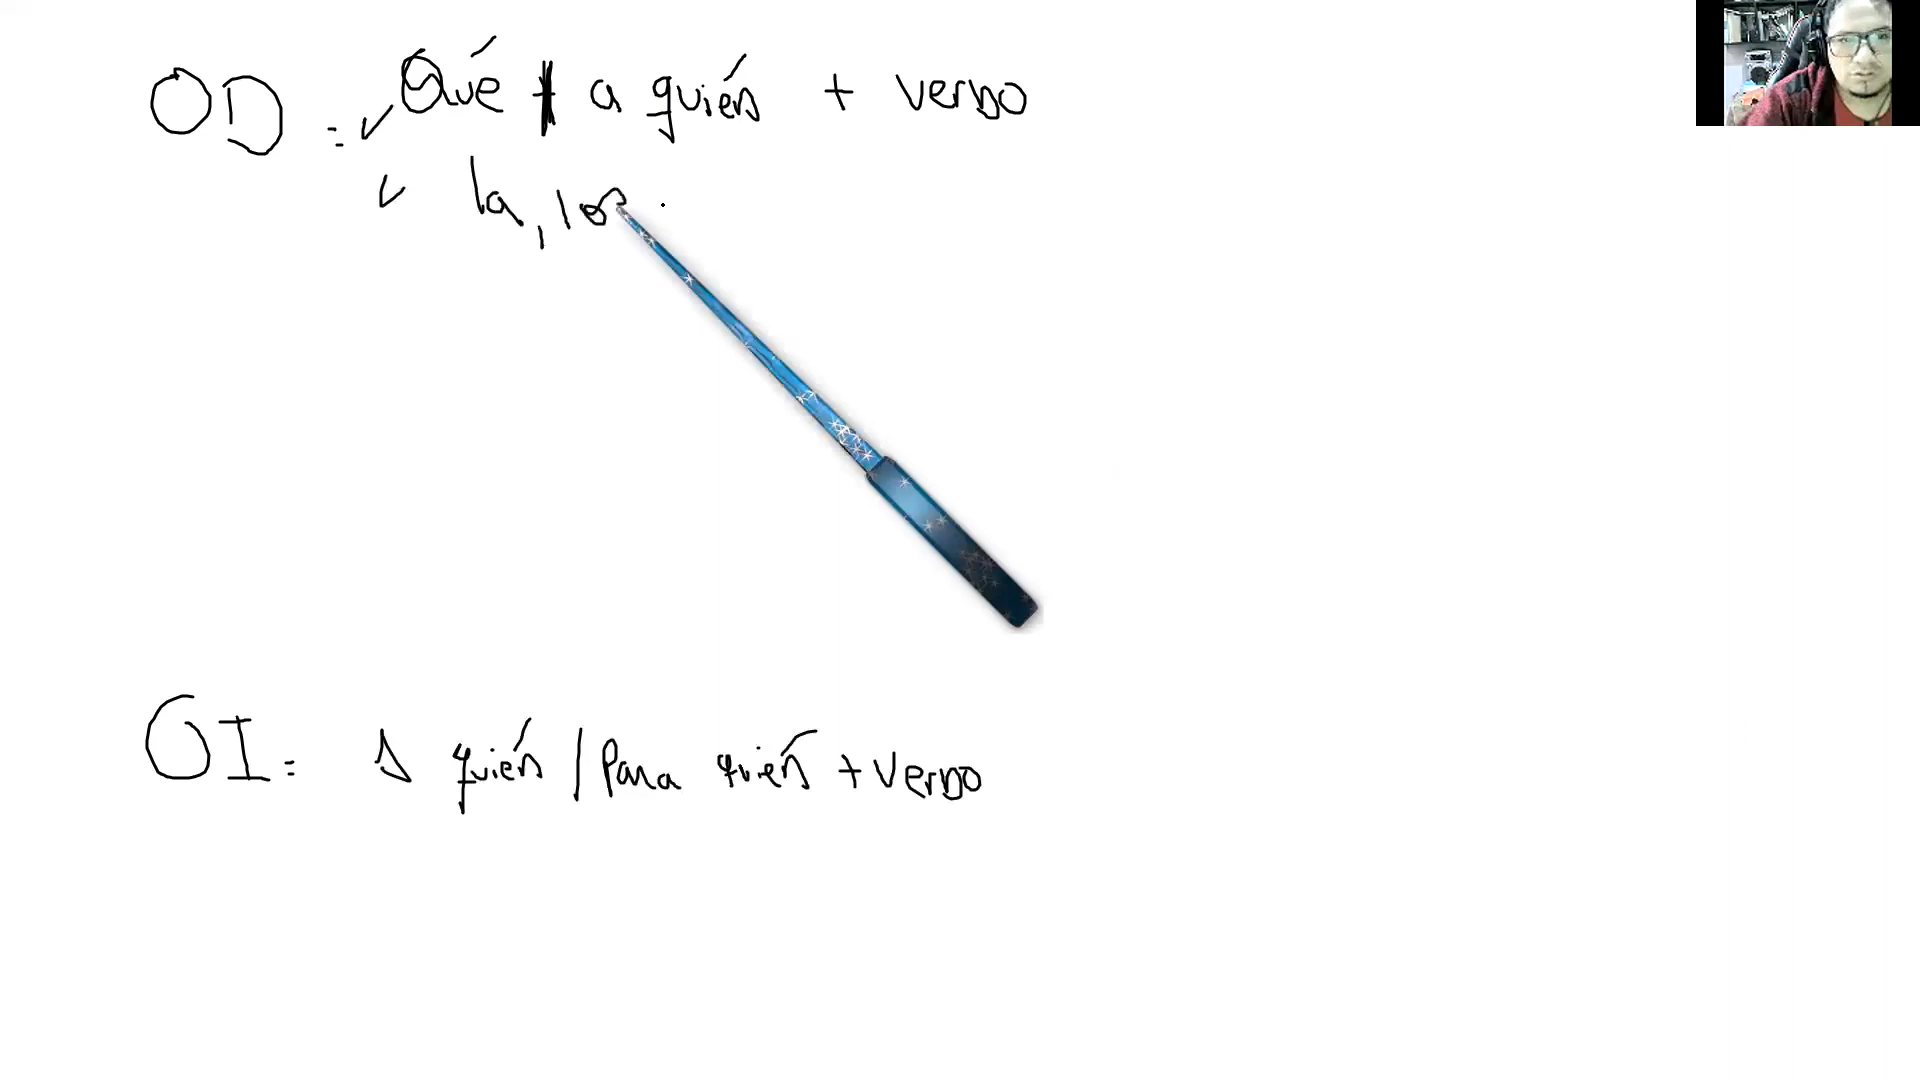 OD = ✓ Qué / a quién + verbo
✓ la, los
OI = A quién / Para quién + verbo